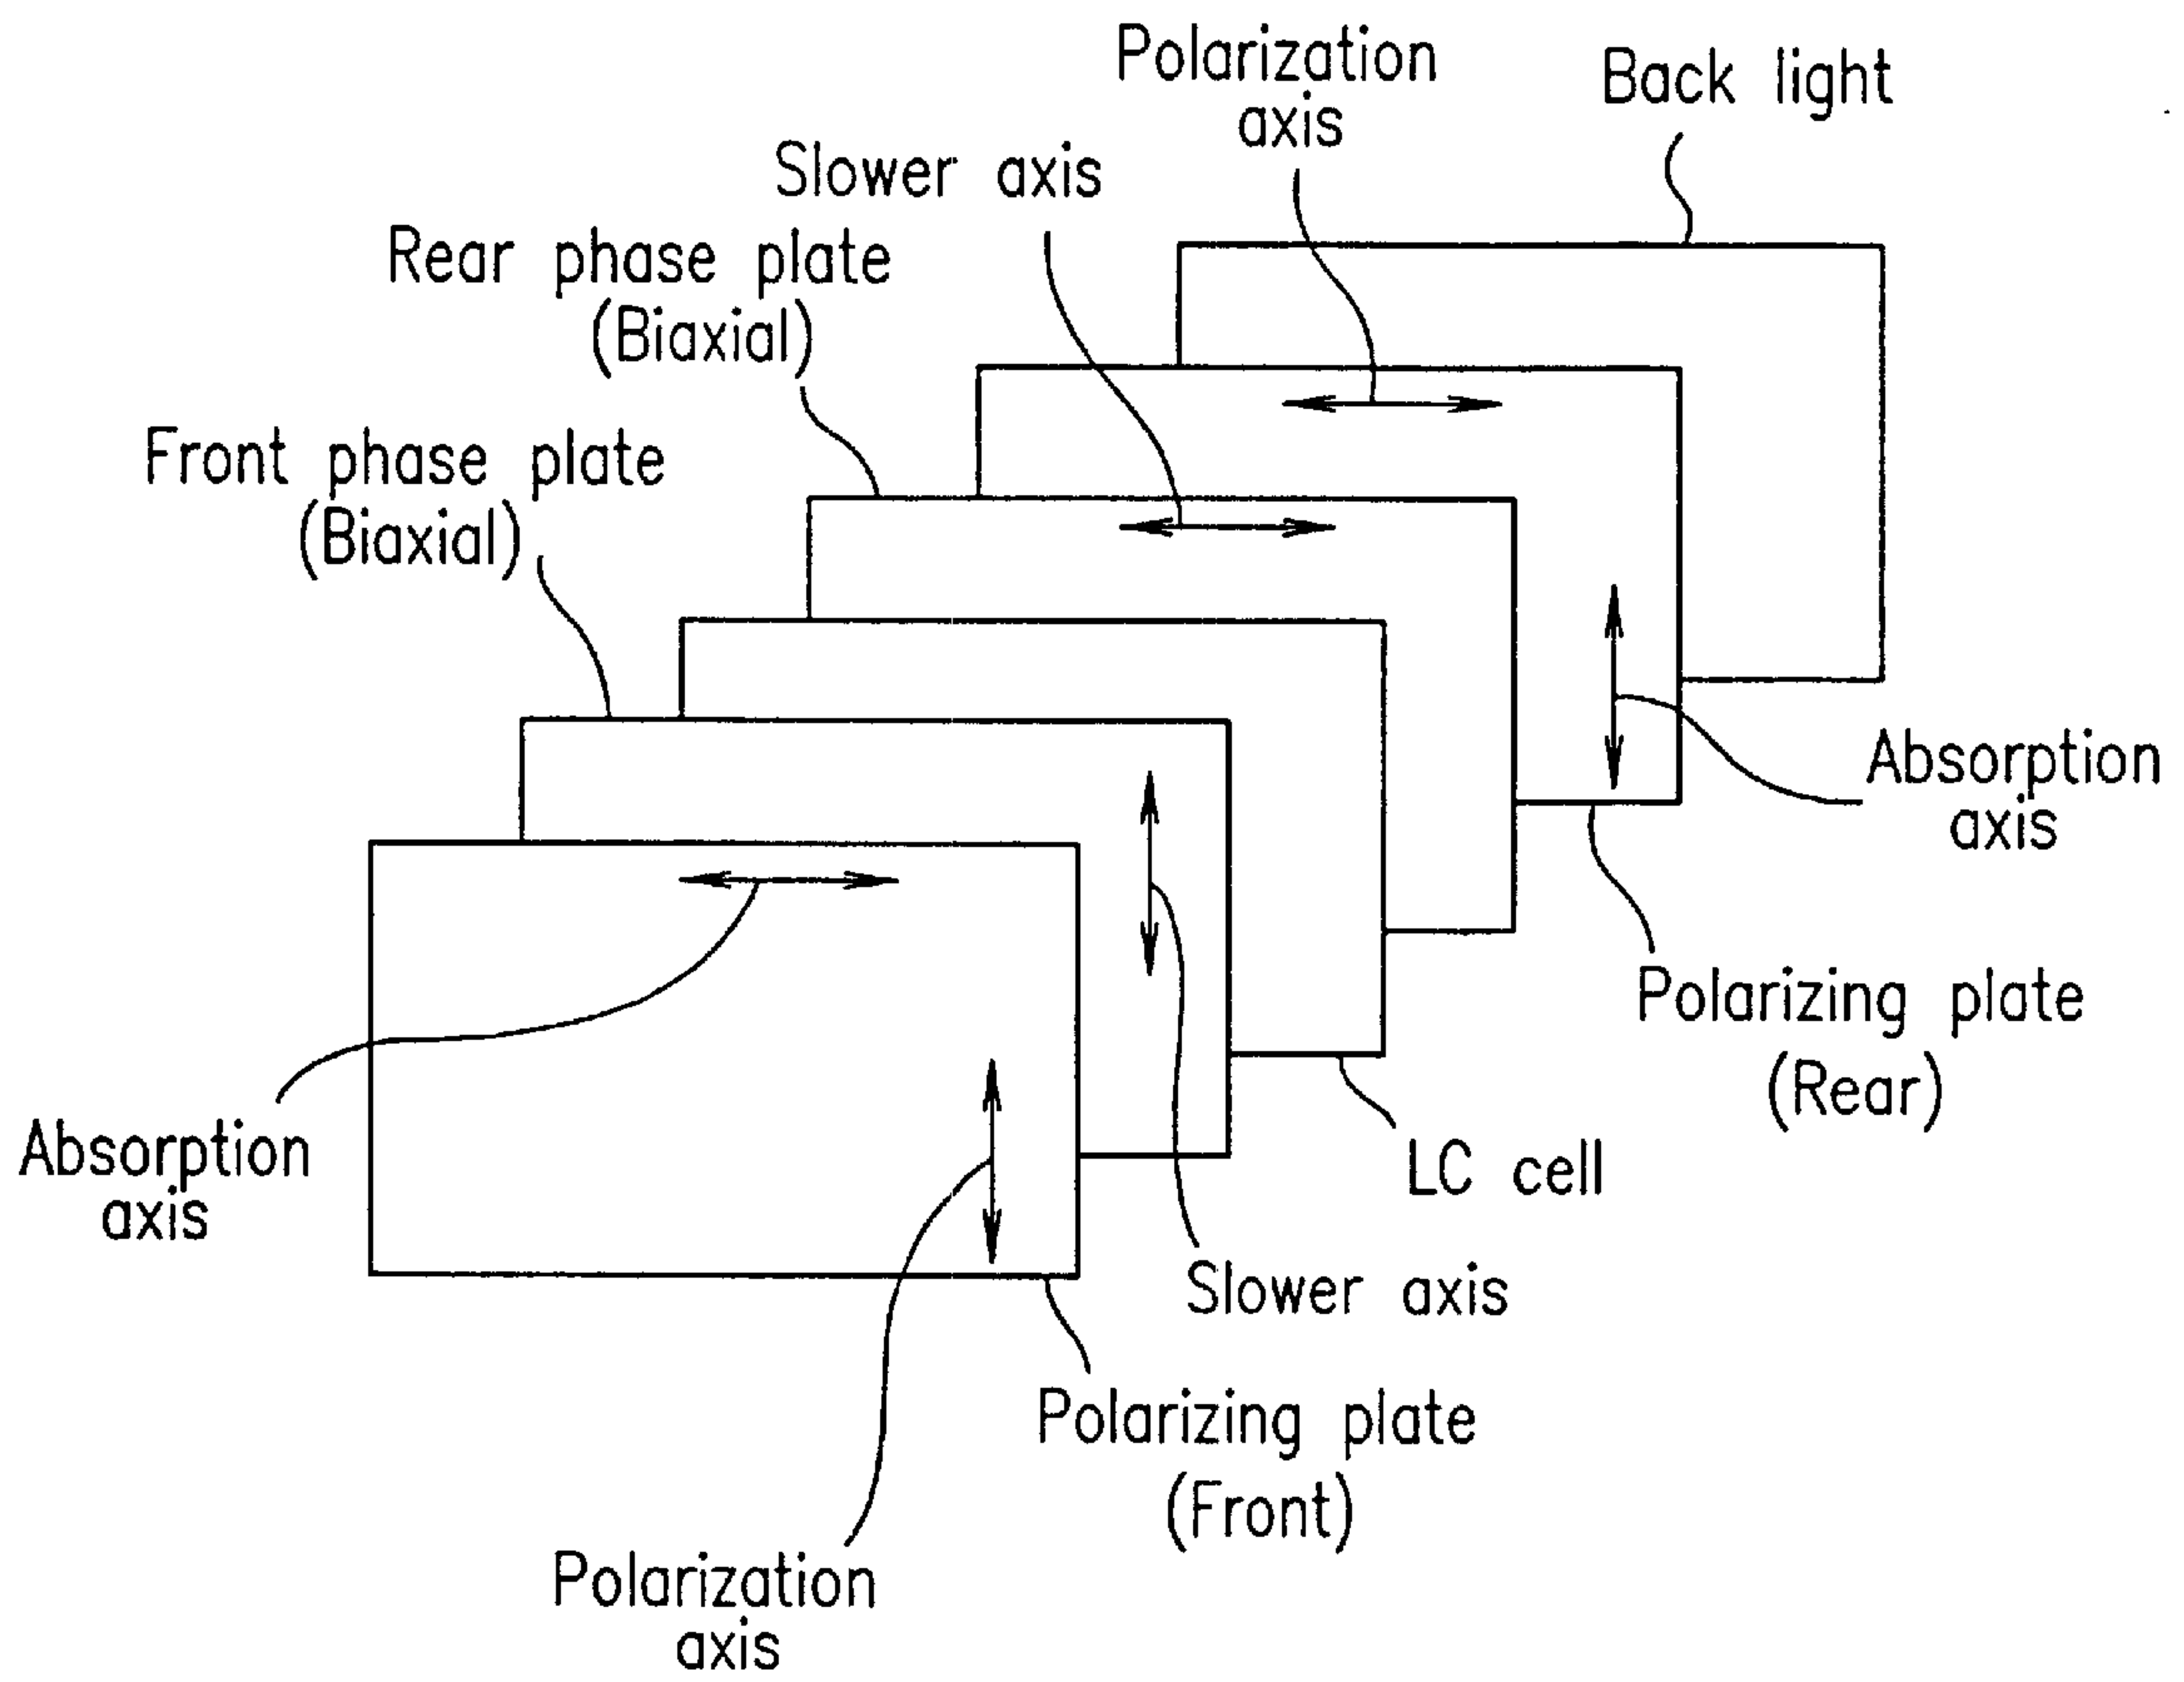 Polarization
axis
Back light
Slower axis
Rear phase plate
(Biaxial)
Front phase plate
(Biaxial)
Absorption
axis
Polarizing plate
(Rear)
Absorption
axis
LC cell
Slower axis
Polarizing plate
(Front)
Polarization
axis